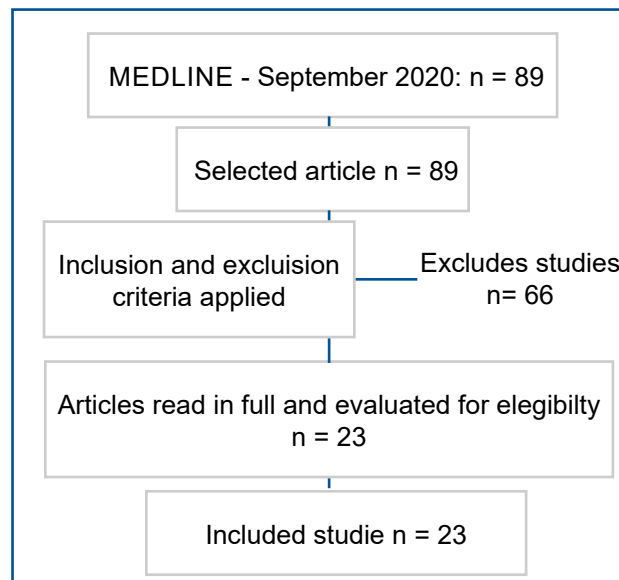 MEDLINE - September 2020: n = 89
Selected article n = 89
Inclusion and excluision
criteria applied
Excludes studies
n= 66
Articles read in full and evaluated for elegibilty
n = 23
Included studie n = 23